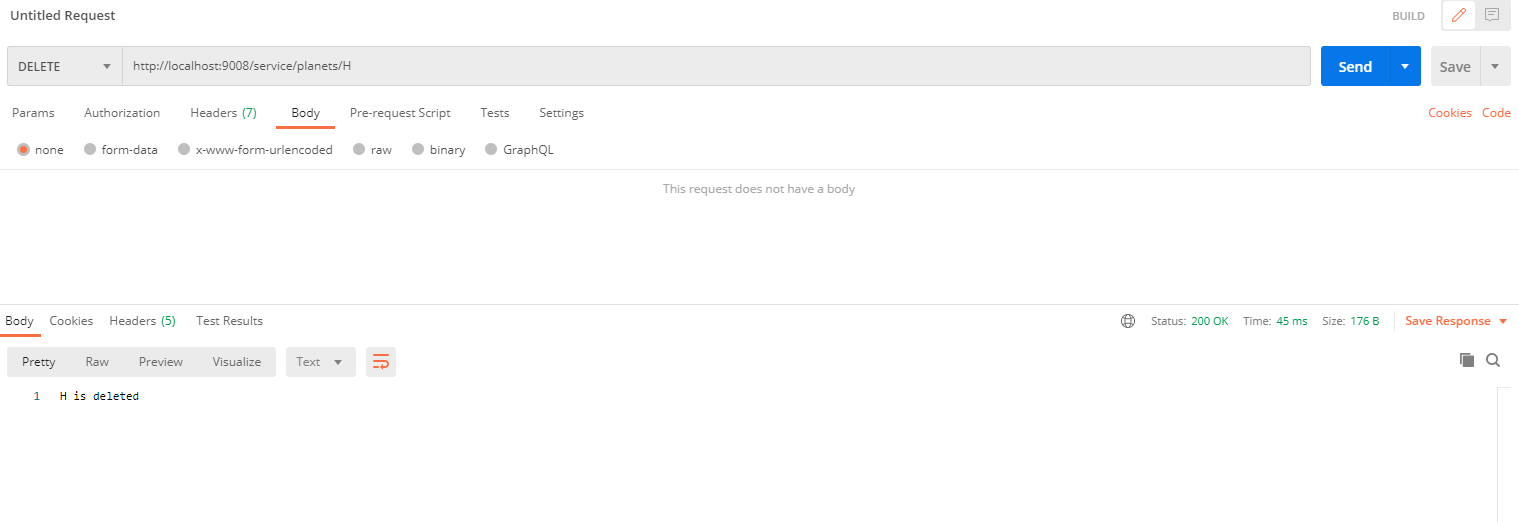 Untitled Request BUILD
DELETE http://localhost:9008/service/planets/H Send Save
Params Authorization Headers (7) Body Pre-request Script Tests Settings Cookies Code
none form-data x-www-form-urlencoded raw binary GraphQL
This request does not have a body
Body Cookies Headers (5) Test Results Status: 200 OK Time: 45 ms Size: 176 B Save Response
Pretty Raw Preview Visualize Text
1 H is deleted